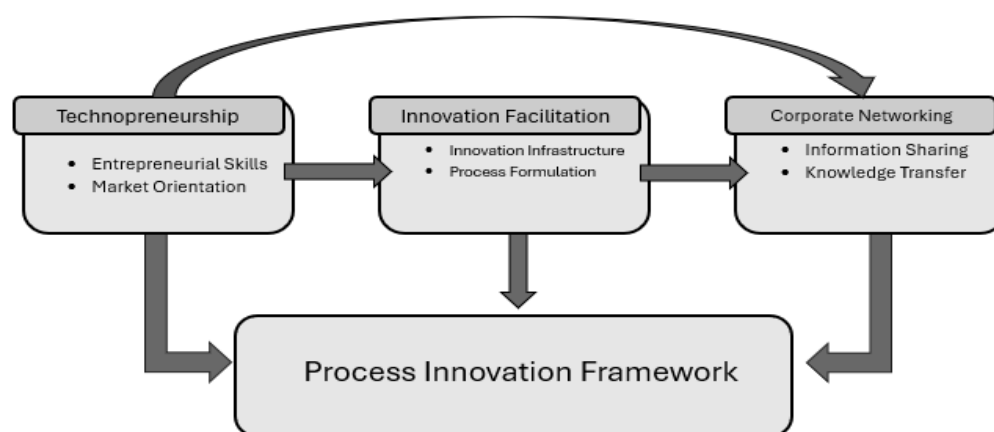 Technopreneurship
• Entrepreneurial Skills
• Market Orientation
Innovation Facilitation
• Innovation Infrastructure
• Process Formulation
Corporate Networking
• Information Sharing
• Knowledge Transfer
Process Innovation Framework